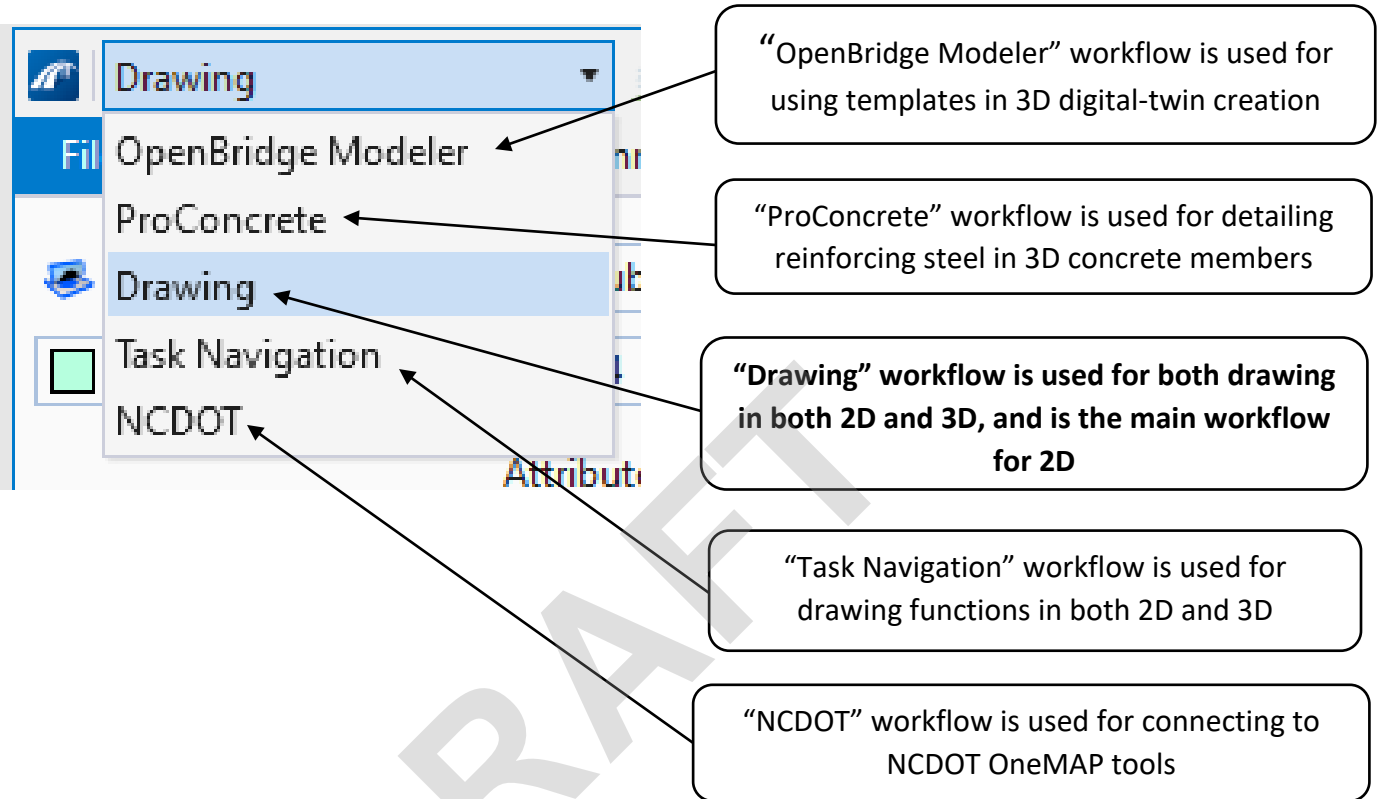 Drawing
OpenBridge Modeler
Fil
ProConcrete
Drawing
Task Navigation
4
NCDOT
Attribut
“OpenBridge Modeler” workflow is used for
using templates in 3D digital-twin creation
“ProConcrete” workflow is used for detailing
reinforcing steel in 3D concrete members
“Drawing” workflow is used for both drawing
in both 2D and 3D, and is the main workflow
for 2D
“Task Navigation” workflow is used for
drawing functions in both 2D and 3D
“NCDOT” workflow is used for connecting to
NCDOT OneMAP tools
RAFT